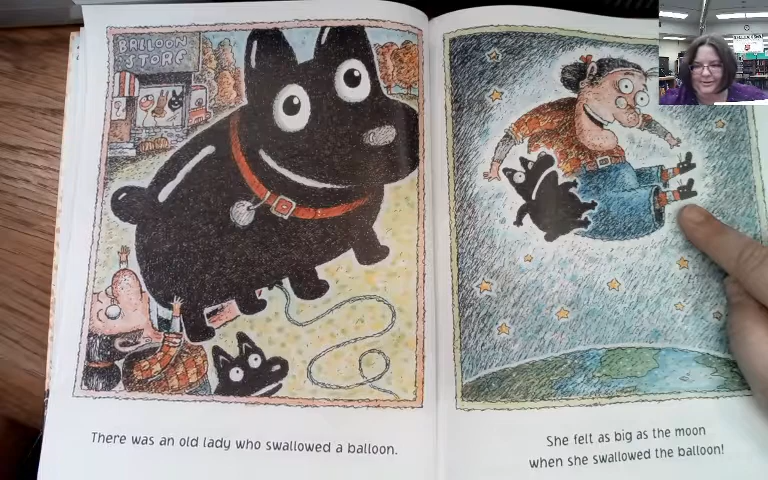 BALLOON
STORE
There was an old lady who swallowed a balloon.
She felt as big as the moon
when she swallowed the balloon!